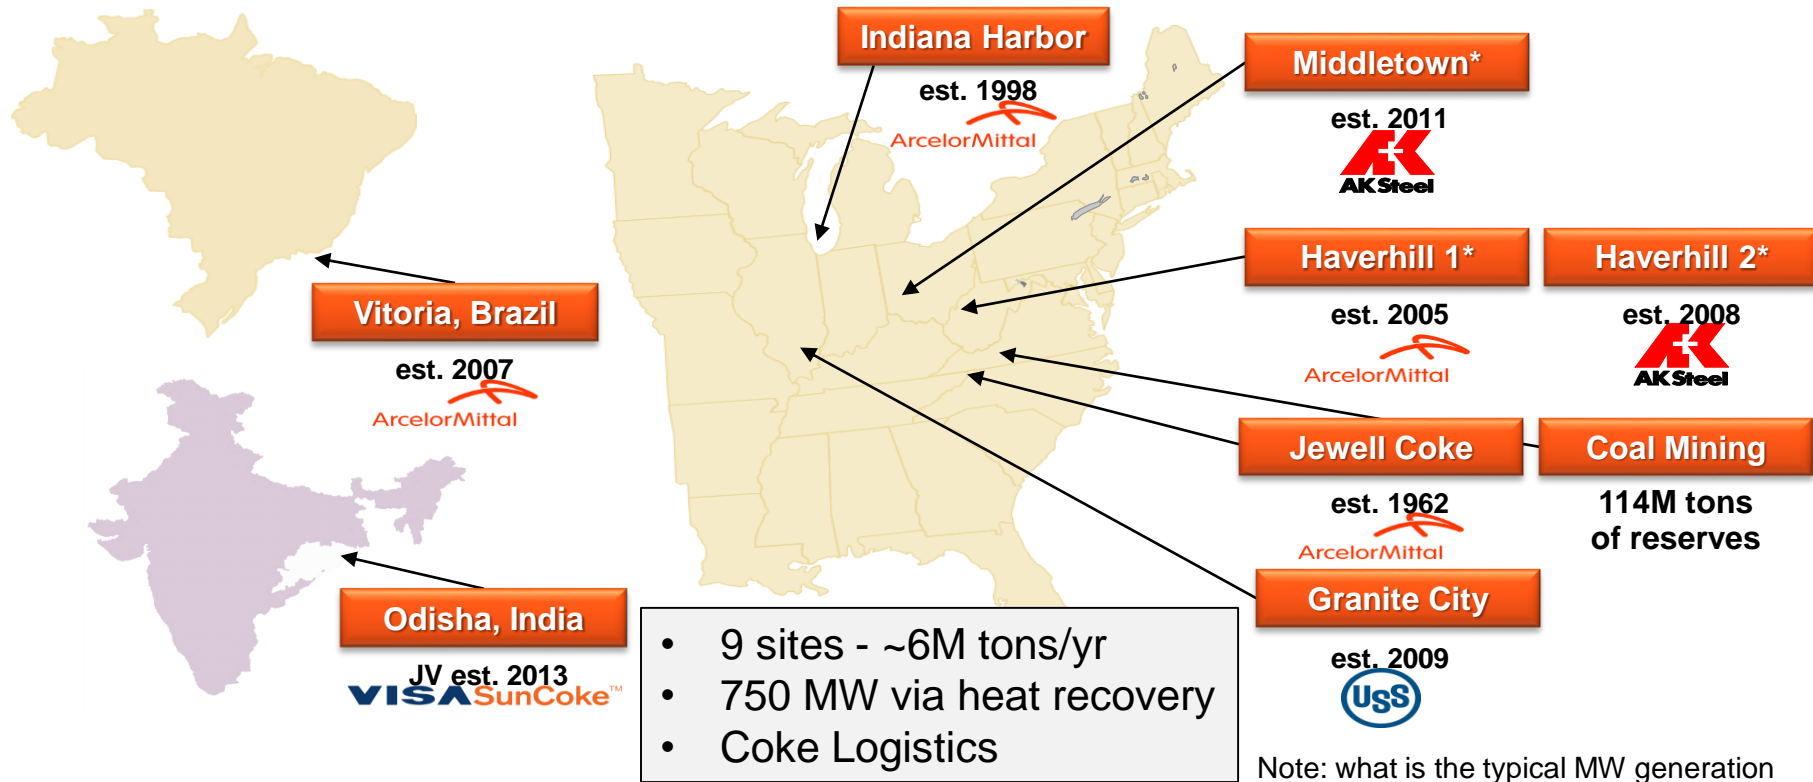 Indiana Harbor
est. 1998
ArcelorMittal
Middletown*
est. 2011
AK Steel
Haverhill 1*
est. 2005
ArcelorMittal
Haverhill 2*
est. 2008
AK Steel
Vitoria, Brazil
est. 2007
ArcelorMittal
Jewell Coke
est. 1962
ArcelorMittal
Coal Mining
114M tons
of reserves
Odisha, India
JV est. 2013
VISA SunCoke™
Granite City
est. 2009
USS
• 9 sites - ~6M tons/yr
• 750 MW via heat recovery
• Coke Logistics
Note: what is the typical MW generation